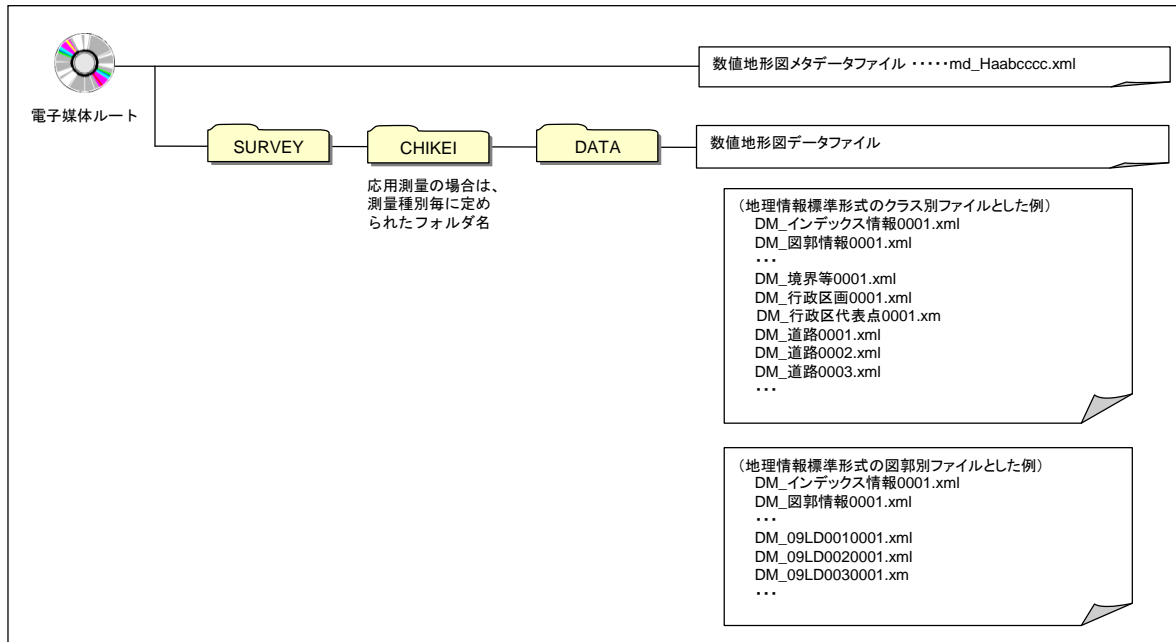 数値地形図メタデータファイル ・・・・・md_Haabcccc.xml
電子媒体ルート
SURVEY
CHIKEI
DATA
数値地形図データファイル
応用測量の場合は、
測量種別毎に定め
られたフォルダ名
（地理情報標準形式のクラス別ファイルとした例）
DM_インデックス情報0001.xml
DM_図郭情報0001.xml
・・・
DM_境界等0001.xml
DM_行政区画0001.xml
DM_行政区代表点0001.xm
DM_道路0001.xml
DM_道路0002.xml
DM_道路0003.xml
・・・
（地理情報標準形式の図郭別ファイルとした例）
DM_インデックス情報0001.xml
DM_図郭情報0001.xml
・・・
DM_09LD0010001.xml
DM_09LD0020001.xml
DM_09LD0030001.xm
・・・